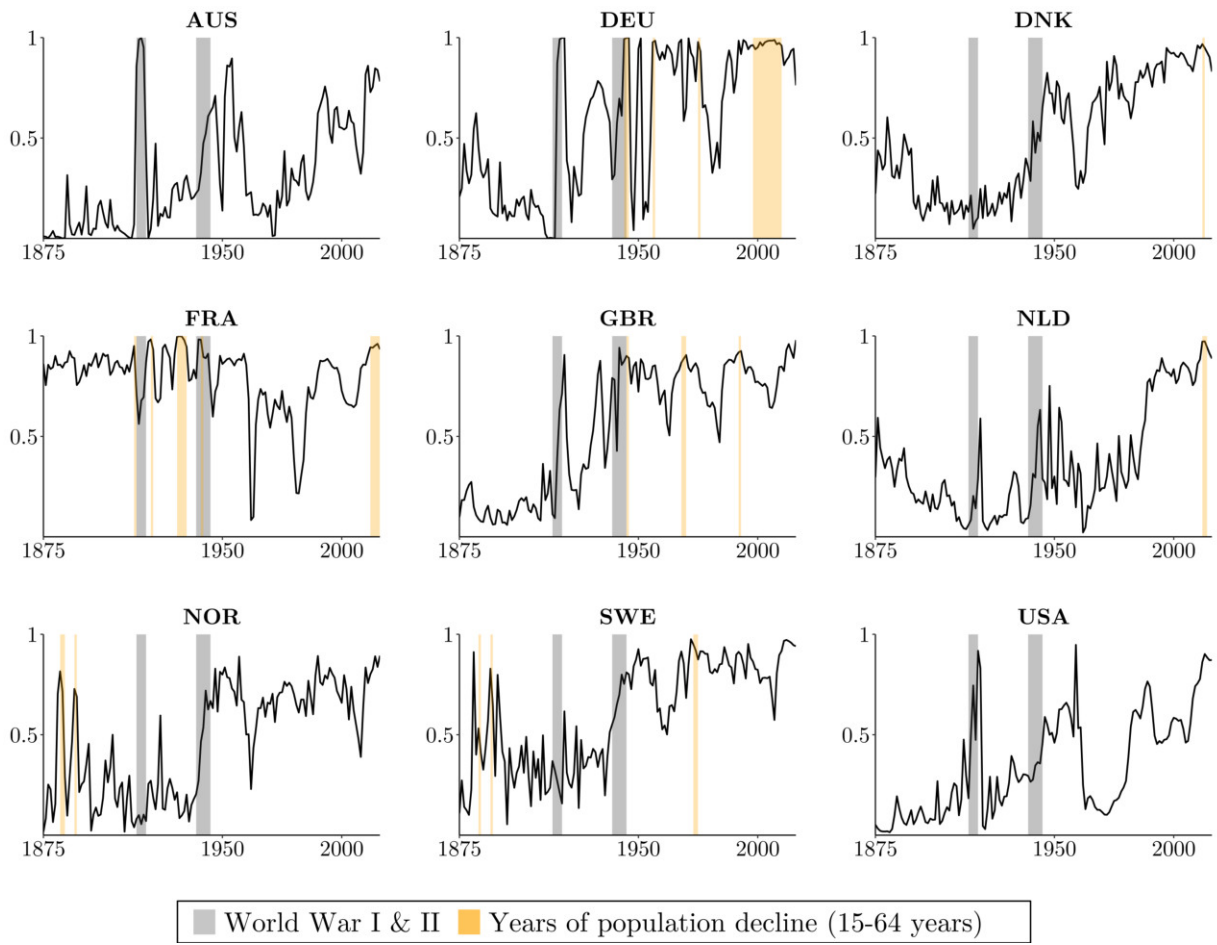 AUS DEU DNK
1 1 1
0.5 0.5 0.5
1875 1950 2000 1875 1950 2000 1875 1950 2000
FRA GBR NLD
1 1 1
0.5 0.5 0.5
1875 1950 2000 1875 1950 2000 1875 1950 2000
NOR SWE USA
1 1 1
0.5 0.5 0.5
1875 1950 2000 1875 1950 2000 1875 1950 2000
World War I & II Years of population decline (15-64 years)